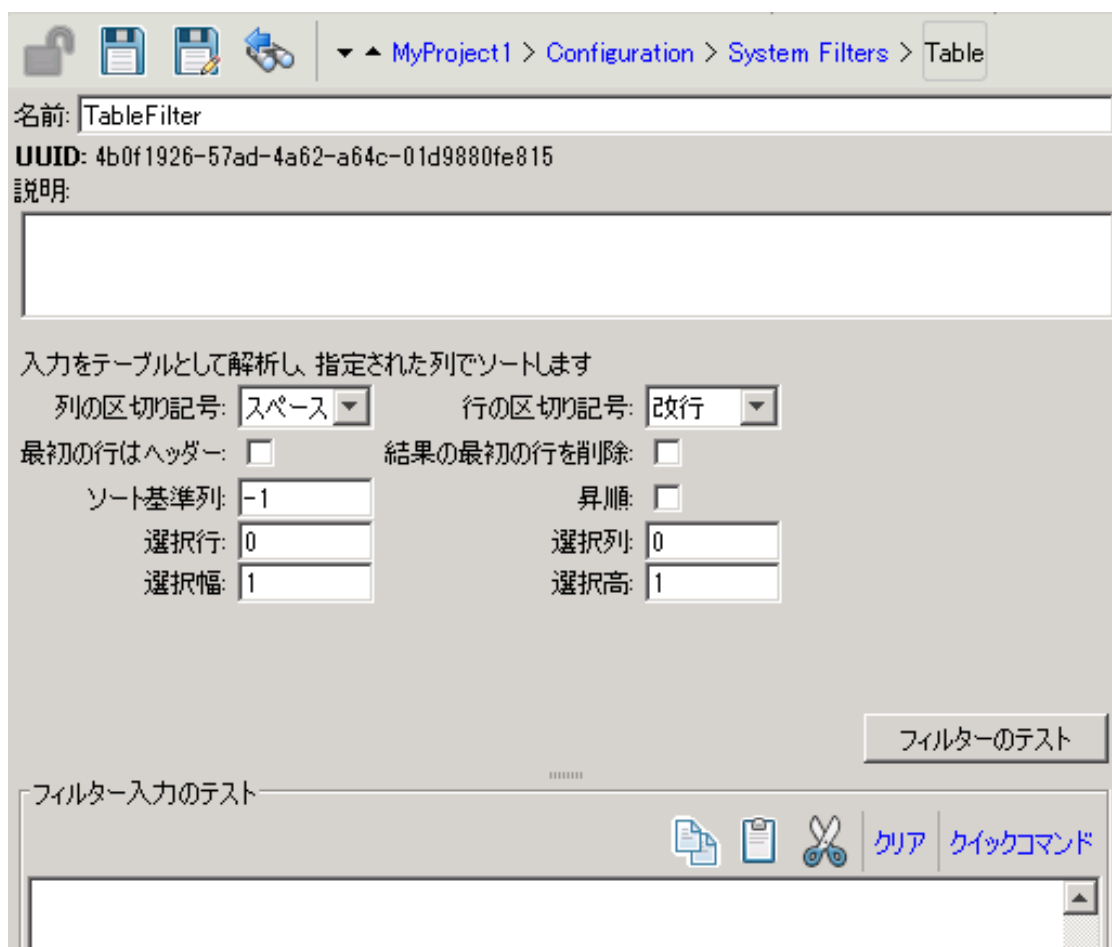 MyProject1 > Configuration > System Filters > Table
名前: TableFilter
UUID: 4b0f1926-57ad-4a62-a64c-01d9880fe815
説明:
入力をテーブルとして解析し、指定された列でソートします
列の区切り記号: スペース 行の区切り記号: 改行
最初の行はヘッダー: 結果の最初の行を削除:
ソート基準列: -1 昇順:
選択行: 0 選択列: 0
選択幅: 1 選択高: 1
フィルターのテスト
フィルター入力のテスト
クリア クイックコマンド